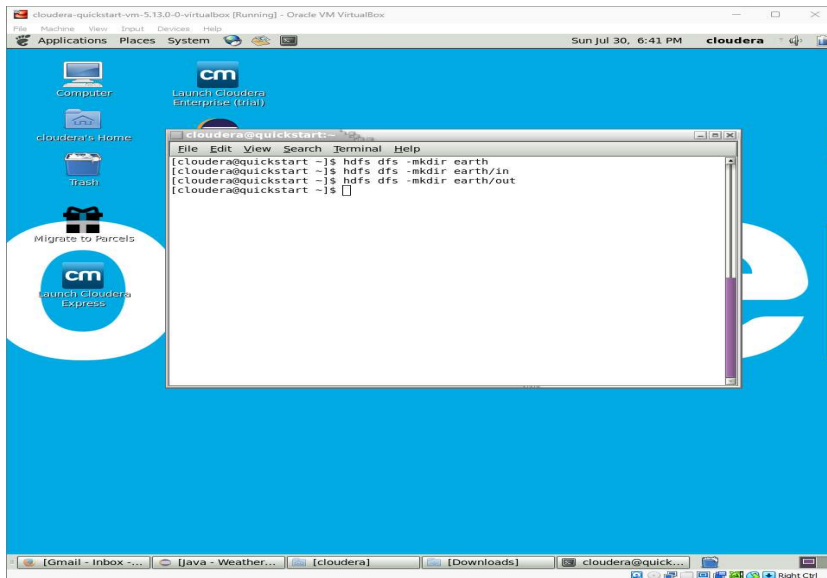 cloudera-quickstart-vm-5.13.0-0-virtualbox [Running] - Oracle VM VirtualBox
File Machine View Input Devices Help
Applications Places System Sun Jul 30, 6:41 PM cloudera
Computer
Launch Cloudera
Enterprise (trial)
cloudera's Home
Trash
Migrate to Parcels
cm
Launch Cloudera
Express
cm
cloudera@quickstart:~
File Edit View Search Terminal Help
[cloudera@quickstart ~]$ hdfs dfs -mkdir earth
[cloudera@quickstart ~]$ hdfs dfs -mkdir earth/in
[cloudera@quickstart ~]$ hdfs dfs -mkdir earth/out
[cloudera@quickstart ~]$
[Gmail - Inbox -... [Java - Weather... [cloudera] [Downloads] cloudera@quick...
Right Ctrl